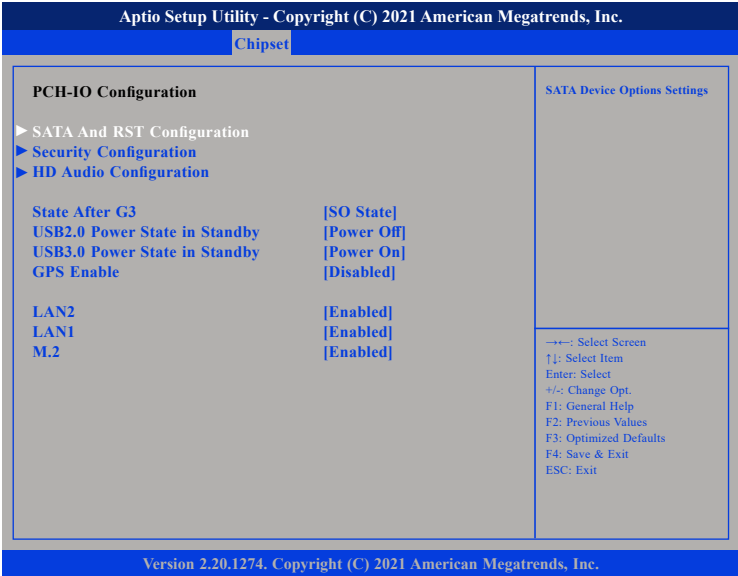 Aptio Setup Utility - Copyright (C) 2021 American Megatrends, Inc.
Chipset
PCH-IO Configuration
SATA Device Options Settings
▶ SATA And RST Configuration
▶ Security Configuration
▶ HD Audio Configuration
State After G3 [SO State]
USB2.0 Power State in Standby [Power Off]
USB3.0 Power State in Standby [Power On]
GPS Enable [Disabled]
LAN2 [Enabled]
LAN1 [Enabled]
M.2 [Enabled]
→←: Select Screen
↑↓: Select Item
Enter: Select
+/-: Change Opt.
F1: General Help
F2: Previous Values
F3: Optimized Defaults
F4: Save & Exit
ESC: Exit
Version 2.20.1274. Copyright (C) 2021 American Megatrends, Inc.